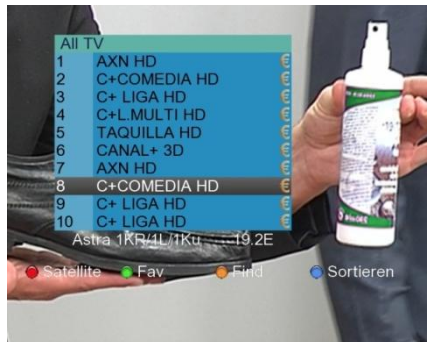 All TV
1 AXN HD
2 C+COMEDIA HD
3 C+ LIGA HD
4 C+L.MULTI HD
5 TAQUILLA HD
6 CANAL+ 3D
7 AXN HD
8 C+COMEDIA HD
9 C+ LIGA HD
10 C+ LIGA HD
Astra 1KR/1L/1Ku :19.2E
Satellite Fav Find Sortieren